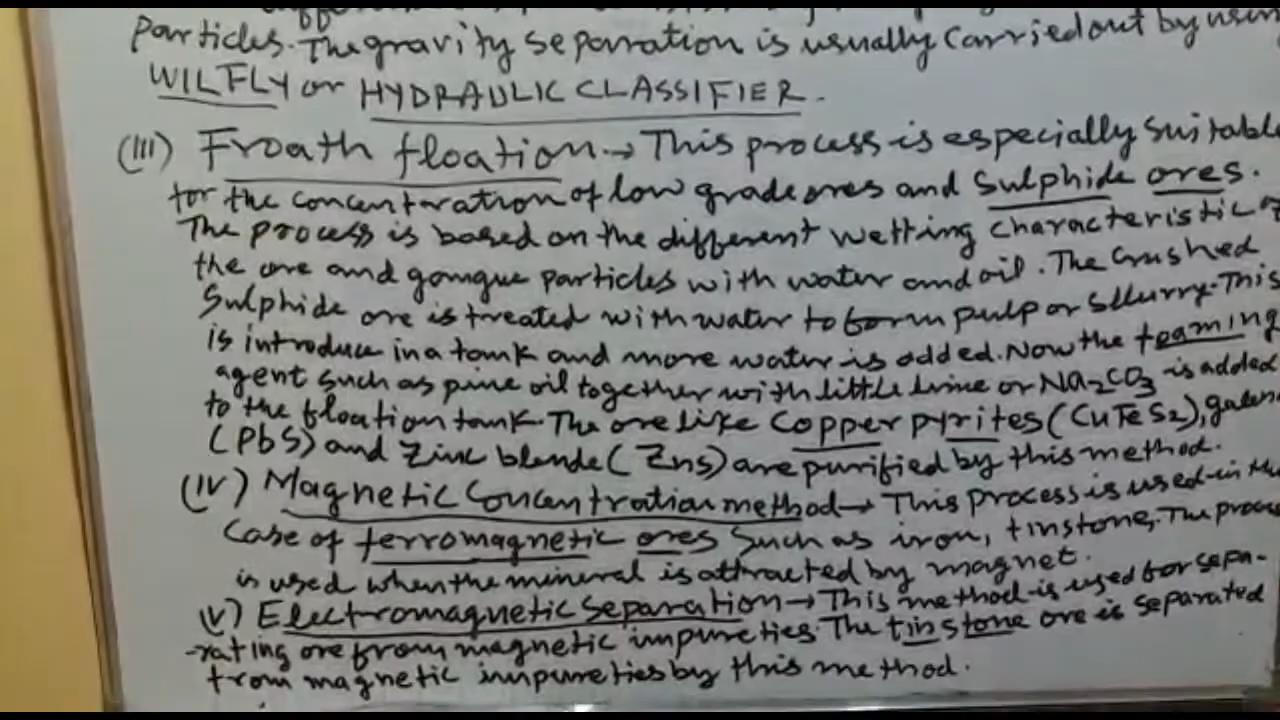 Particles. The gravity separation is usually carried out by using
WILFLY or HYDRAULIC CLASSIFIER.
(III) Froath floation → This process is especially suitable
for the concentaration of low grade ores and sulphide ores.
The process is based on the different wetting characteristic of
the ore and gangue particles with water and oil. The crushed
Sulphide ore is treated with water to form pulp or sllurry. This
is introduce in a tank and more water is added. Now the foaming
agent such as pine oil together with little lime or Na2CO3 is added
to the floation tank. The ore like Copper pyrites (CuFeS2), galena
(PbS) and Zink blende (Zns) are purified by this method.
(IV) Magnetic Concentration method → This process is used in the
Case of ferromagnetic ores Such as iron, tinstone, The process
is used when the mineral is attracted by magnet.
(V) Electromagnetic Separation → This method is used for sepa-
-rating ore from magnetic impureties The tinstone ore is separated
from magnetic impureties by this method.